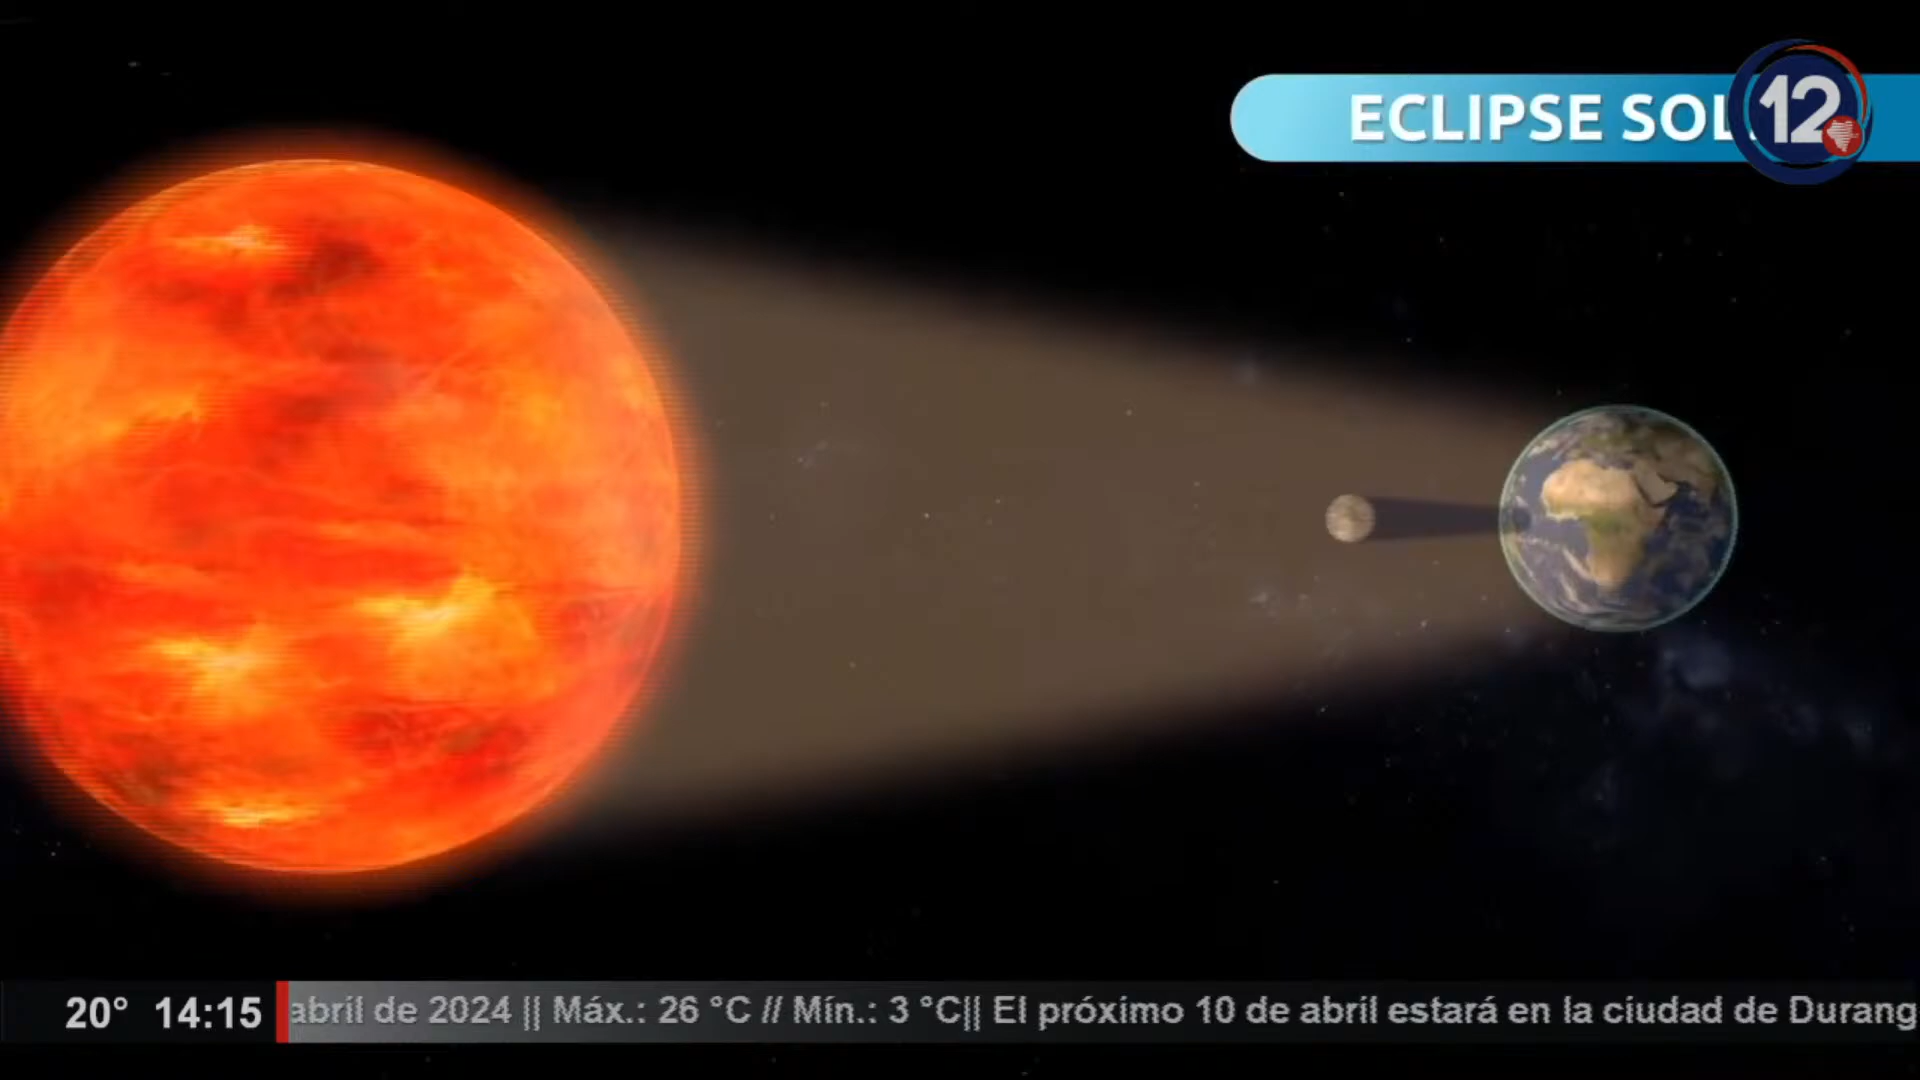 ECLIPSE SOL
12
20° 14:15 abril de 2024 || Máx.: 26 °C // Mín.: 3 °C|| El próximo 10 de abril estará en la ciudad de Durang